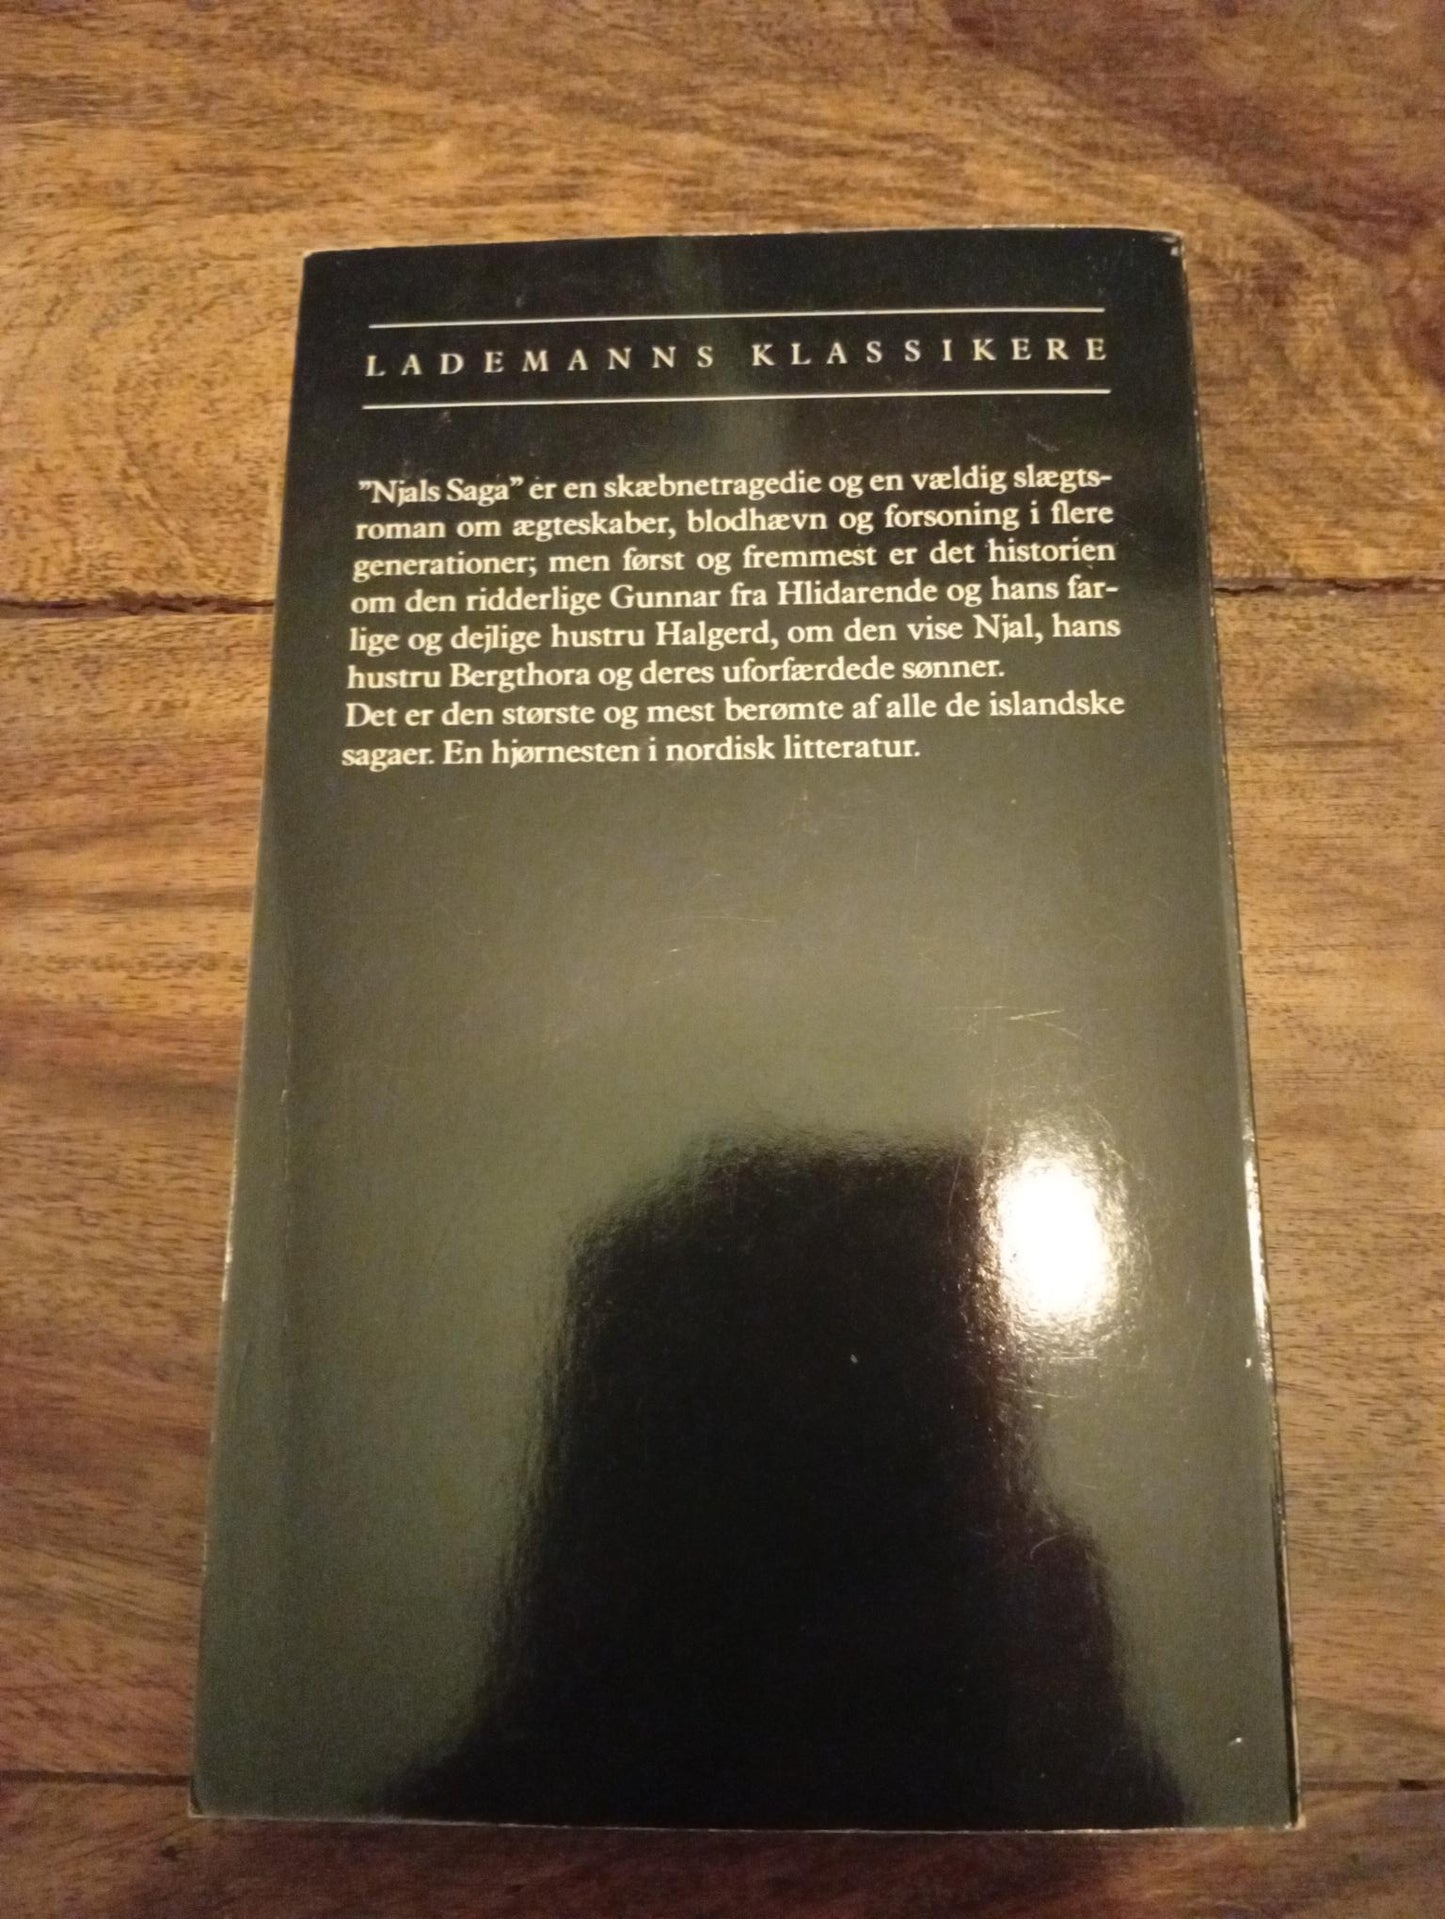 LADEMANNS KLASSIKERE
”Njals Saga” er en skæbnetragedie og en vældig slægts-
roman om ægteskaber, blodhævn og forsoning i flere
generationer; men først og fremmest er det historien
om den ridderlige Gunnar fra Hlidarende og hans far-
lige og dejlige hustru Halgerd, om den vise Njal, hans
hustru Bergthora og deres uforfærdede sønner.
Det er den største og mest berømte af alle de islandske
sagaer. En hjørnesten i nordisk litteratur.